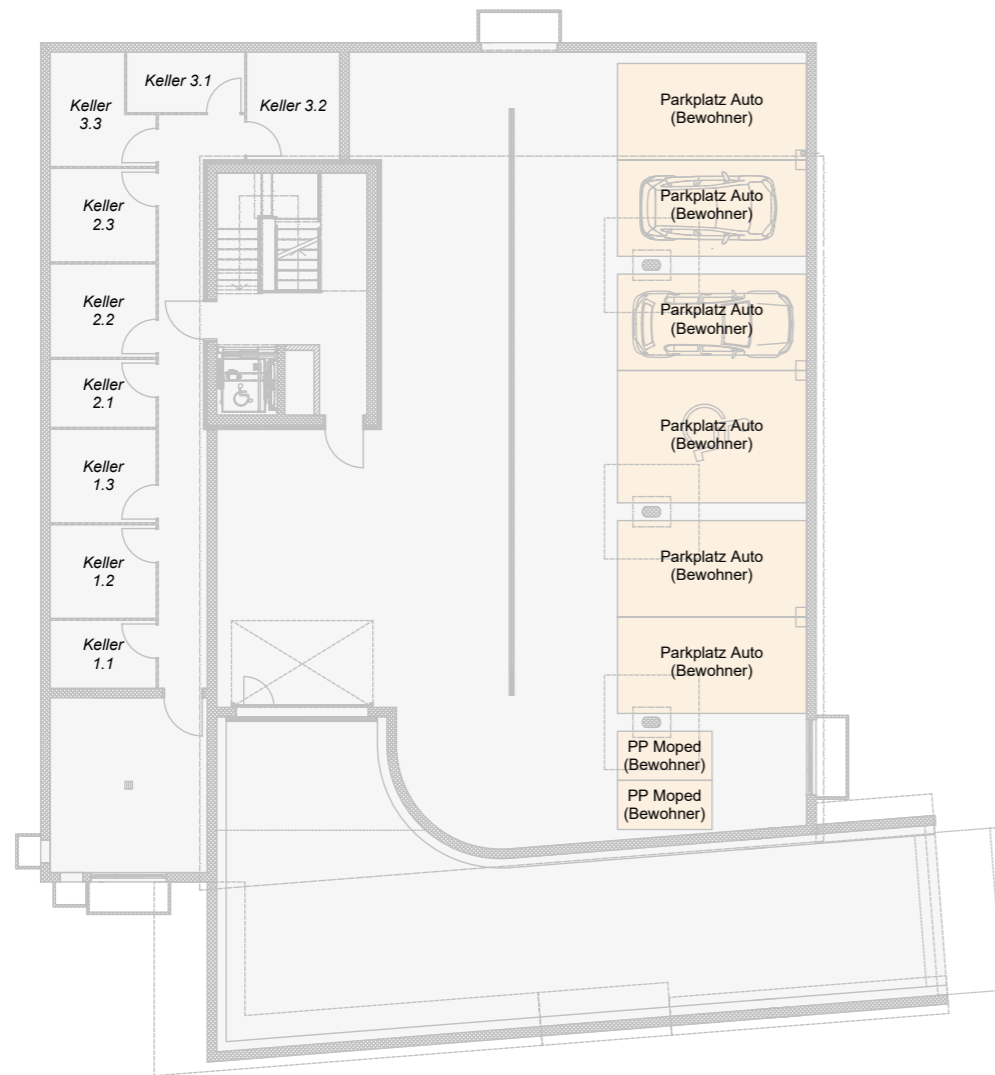 Keller 3.1
Keller
3.3
Keller 3.2
Keller
2.3
Keller
2.2
Keller
2.1
Keller
1.3
Keller
1.2
Keller
1.1
Parkplatz Auto
(Bewohner)
Parkplatz Auto
(Bewohner)
Parkplatz Auto
(Bewohner)
Parkplatz Auto
(Bewohner)
Parkplatz Auto
(Bewohner)
Parkplatz Auto
(Bewohner)
PP Moped
(Bewohner)
PP Moped
(Bewohner)